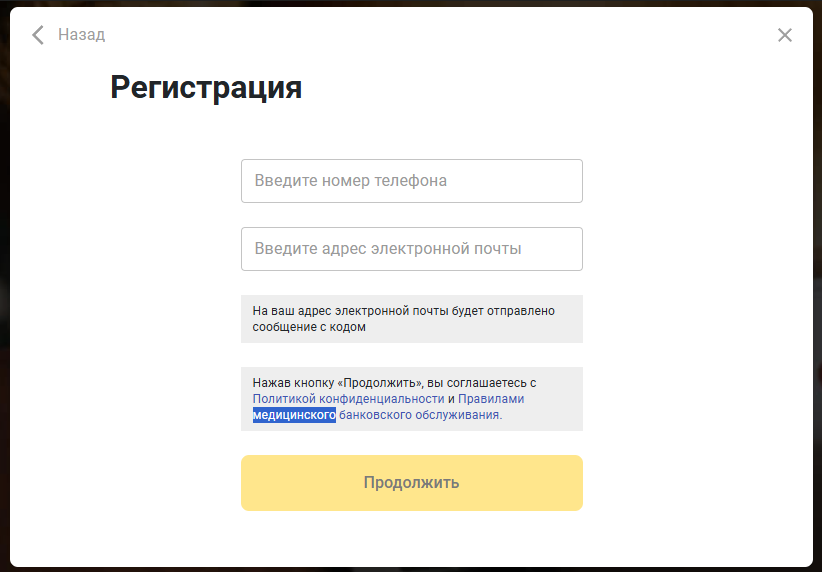 Назад
Регистрация
Введите номер телефона
Введите адрес электронной почты
На ваш адрес электронной почты будет отправлено
сообщение с кодом
Нажав кнопку «Продолжить», вы соглашаетесь с
Политикой конфиденциальности и Правилами
медицинского банковского обслуживания.
Продолжить